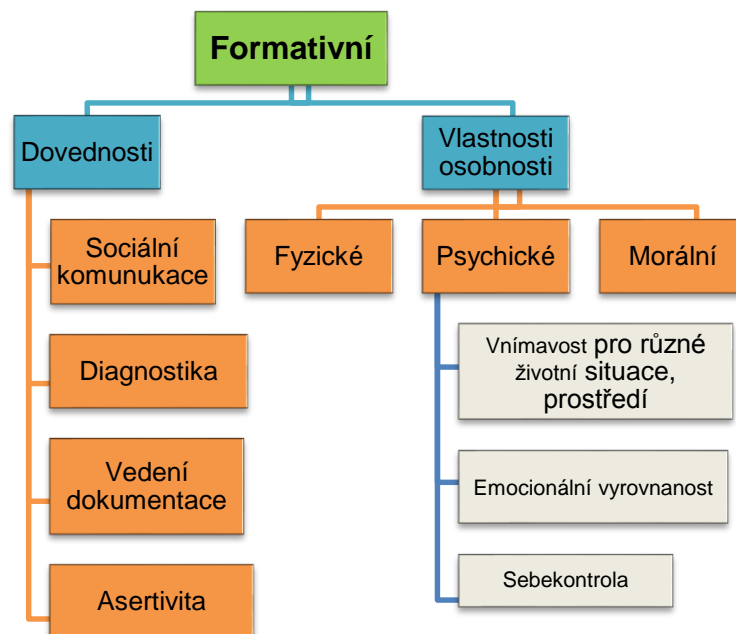 Formativní
Dovednosti
Vlastnosti
osobnosti
Sociální
komunukace
Diagnostika
Vedení
dokumentace
Asertivita
Fyzické
Psychické
Morální
Vnímavost pro různé
životní situace,
prostředí
Emocionální vyrovnanost
Sebekontrola